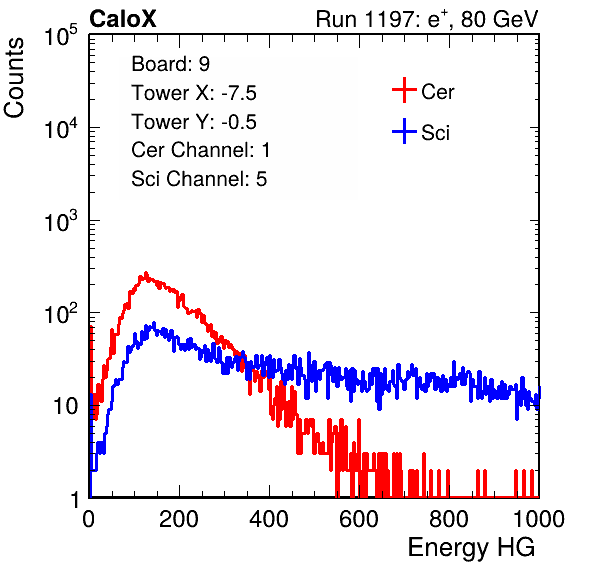 CaloX Run 1197: e⁺, 80 GeV
Counts
10⁵
10⁴
10³
10²
10
1
Board: 9
Tower X: -7.5
Tower Y: -0.5
Cer Channel: 1
Sci Channel: 5
Cer
Sci
0 200 400 600 800 1000
Energy HG